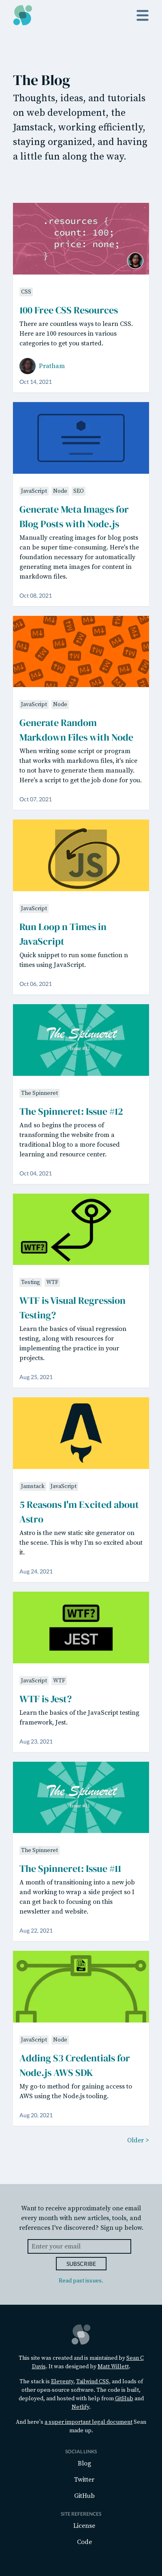 The Blog
Thoughts, ideas, and tutorials
on web development, the
Jamstack, working efficiently,
staying organized, and having
a little fun along the way.
.resources {
count: 100;
price: none;
}
CSS
100 Free CSS Resources
There are countless ways to learn CSS.
Here are 100 resources in various
categories to get you started.
Pratham
Oct 14, 2021
JavaScript Node SEO
Generate Meta Images for
Blog Posts with Node.js
Manually creating images for blog posts
can be super time-consuming. Here's the
foundation necessary for automatically
generating meta images for content in
markdown files.
Oct 08, 2021
JavaScript Node
Generate Random
Markdown Files with Node
When writing some script or program
that works with markdown files, it's nice
to not have to generate them manually.
Here's a script to get the job done for you.
Oct 07, 2021
JS
JavaScript
Run Loop n Times in
JavaScript
Quick snippet to run some function n
times using JavaScript.
Oct 06, 2021
The Spinneret
The Spinneret
The Spinneret: Issue #12
And so begins the process of
transforming the website from a
traditional blog to a more focused
learning and resource center.
Oct 04, 2021
WTF?
Testing WTF
WTF is Visual Regression
Testing?
Learn the basics of visual regression
testing, along with resources for
implementing the practice in your
projects.
Aug 25, 2021
Jamstack JavaScript
5 Reasons I'm Excited about
Astro
Astro is the new static site generator on
the scene. This is why I'm so excited about
it.
Aug 24, 2021
WTF?
JEST
JavaScript WTF
WTF is Jest?
Learn the basics of the JavaScript testing
framework, Jest.
Aug 23, 2021
The Spinneret
The Spinneret
The Spinneret: Issue #11
A month of transitioning into a new job
and working to wrap a side project so I
can get back to focusing on this
newsletter and website.
Aug 22, 2021
JavaScript Node
Adding S3 Credentials for
Node.js AWS SDK
My go-to method for gaining access to
AWS using the Node.js tooling.
Aug 20, 2021
Older >
Want to receive approximately one email
every month with new articles, tools, and
references I've discovered? Sign up below.
Enter your email
SUBSCRIBE
Read past issues.
This site was created and is maintained by Sean C
Davis. It was designed by Matt Willett.
The stack is Eleventy, Tailwind CSS, and loads of
other open-source software. The code is built,
deployed, and hosted with help from GitHub and
Netlify.
And here's a super important legal document Sean
made up.
SOCIAL LINKS
Blog
Twitter
GitHub
SITE REFERENCES
License
Code